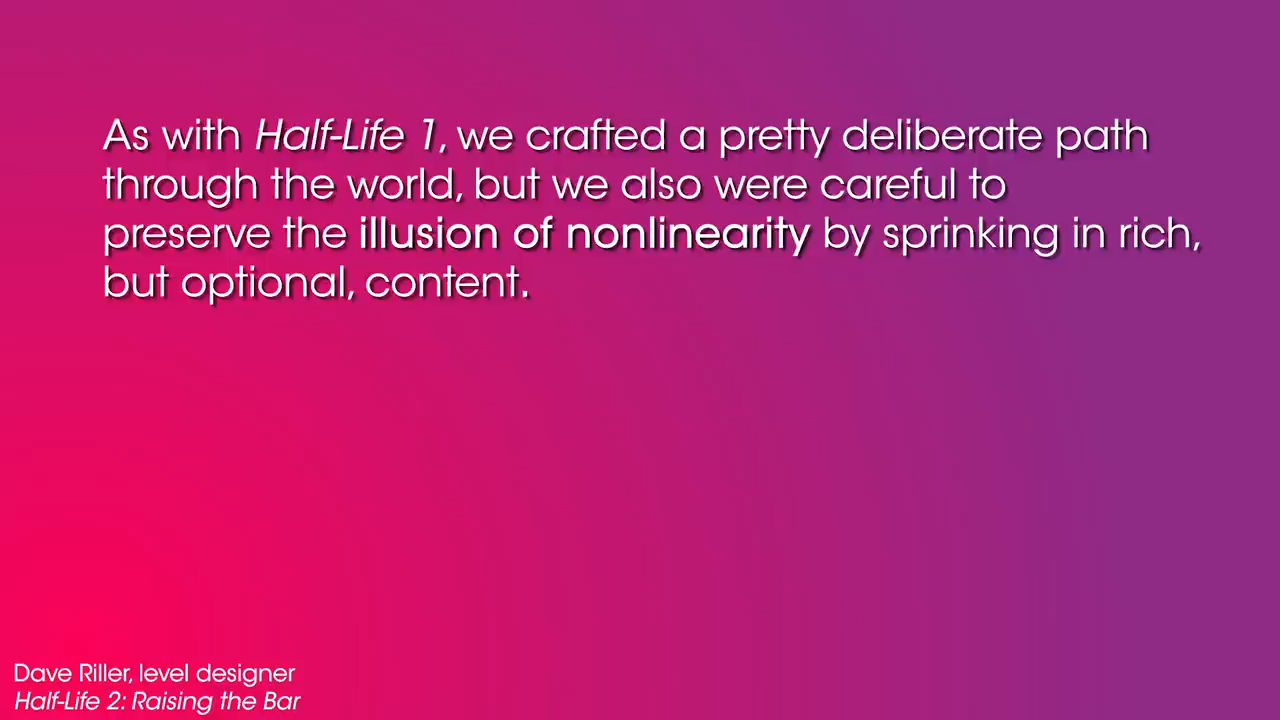 As with Half-Life 1, we crafted a pretty deliberate path
through the world, but we also were careful to
preserve the illusion of nonlinearity by sprinking in rich,
but optional, content.
Dave Riller, level designer
Half-Life 2: Raising the Bar